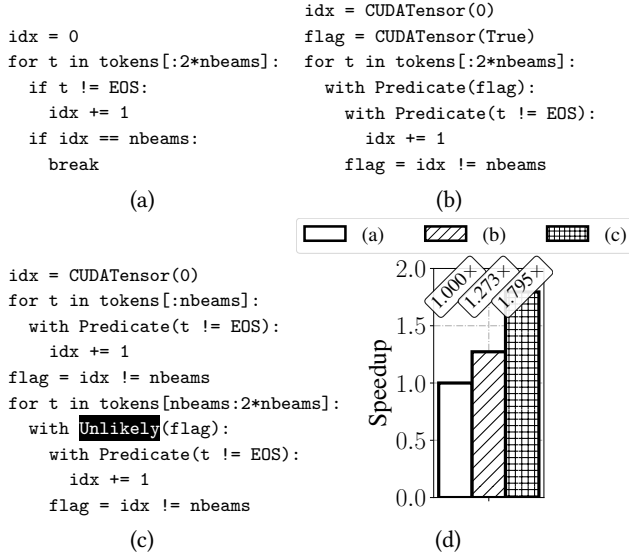 idx = 0
for t in tokens[:2*nbeams]:
  if t != EOS:
    idx += 1
  if idx == nbeams:
    break
(a)
idx = CUDATensor(0)
flag = CUDATensor(True)
for t in tokens[:2*nbeams]:
  with Predicate(flag):
    with Predicate(t != EOS):
      idx += 1
    flag = idx != nbeams
(b)
idx = CUDATensor(0)
for t in tokens[:nbeams]:
  with Predicate(t != EOS):
    idx += 1
flag = idx != nbeams
for t in tokens[nbeams:2*nbeams]:
  with Unlikely(flag):
    with Predicate(t != EOS):
      idx += 1
    flag = idx != nbeams
(c)
(a) (b) (c)
Speedup
2.0
1.5
1.0
0.5
0.0
1.000×
1.273×
1.795×
(d)